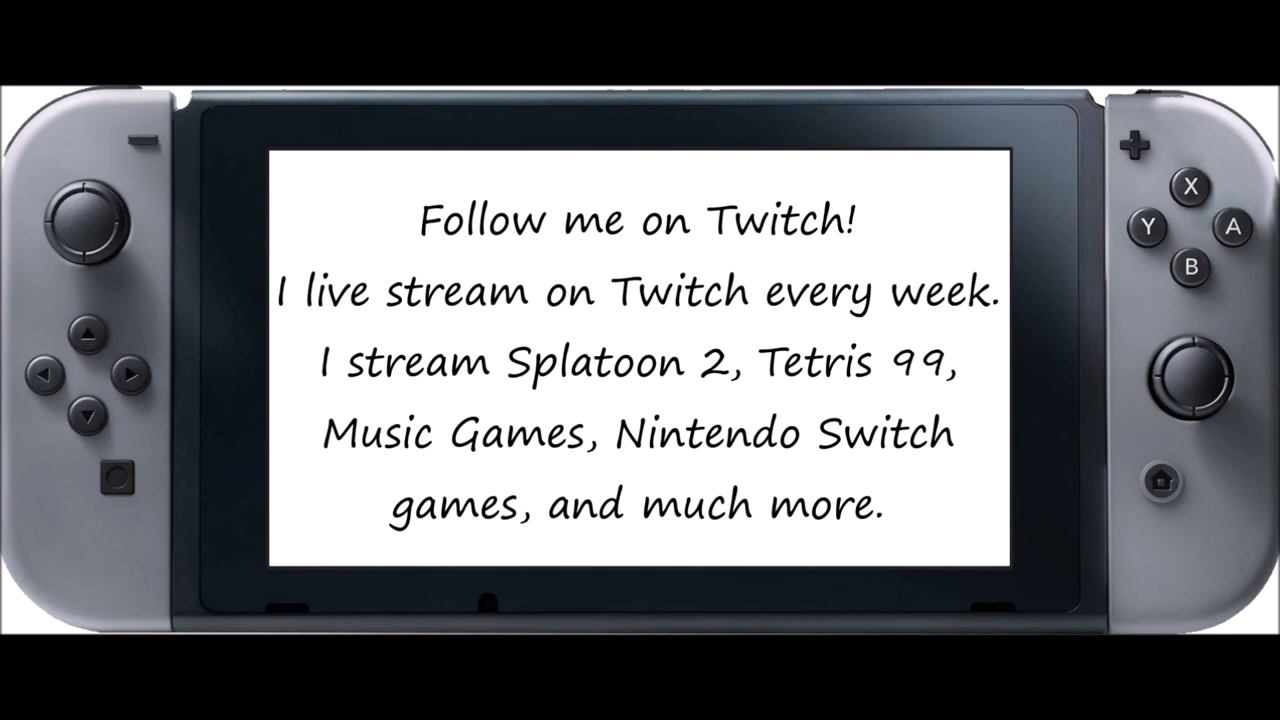 Follow me on Twitch!
I live stream on Twitch every week.
I stream Splatoon 2, Tetris 99,
Music Games, Nintendo Switch
games, and much more.
X
Y A
B